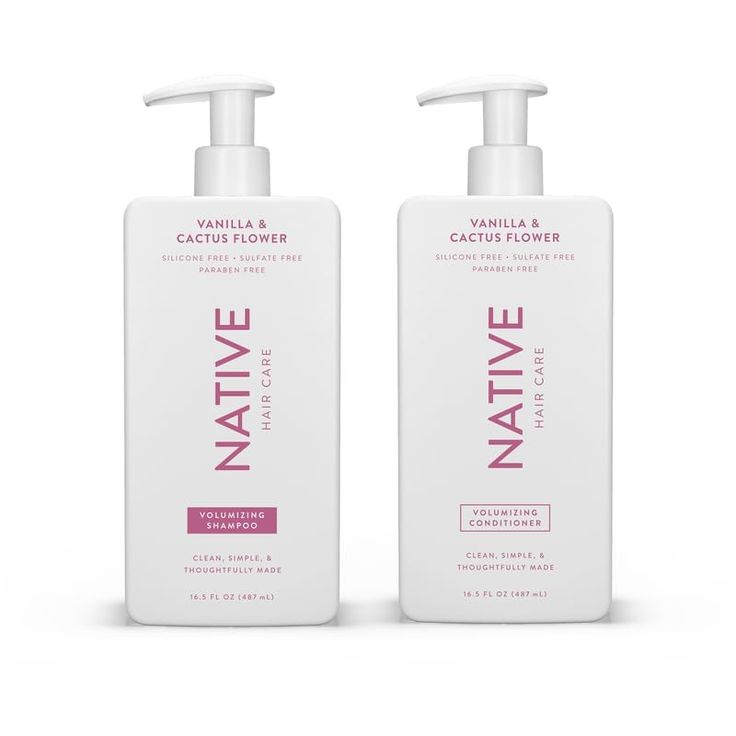 VANILLA &
CACTUS FLOWER
SILICONE FREE • SULFATE FREE
PARABEN FREE
NATIVE
HAIR CARE
VOLUMIZING
SHAMPOO
CLEAN, SIMPLE, &
THOUGHTFULLY MADE
16.5 FL OZ (487 mL)
VANILLA &
CACTUS FLOWER
SILICONE FREE • SULFATE FREE
PARABEN FREE
NATIVE
HAIR CARE
VOLUMIZING
CONDITIONER
CLEAN, SIMPLE, &
THOUGHTFULLY MADE
16.5 FL OZ (487 mL)